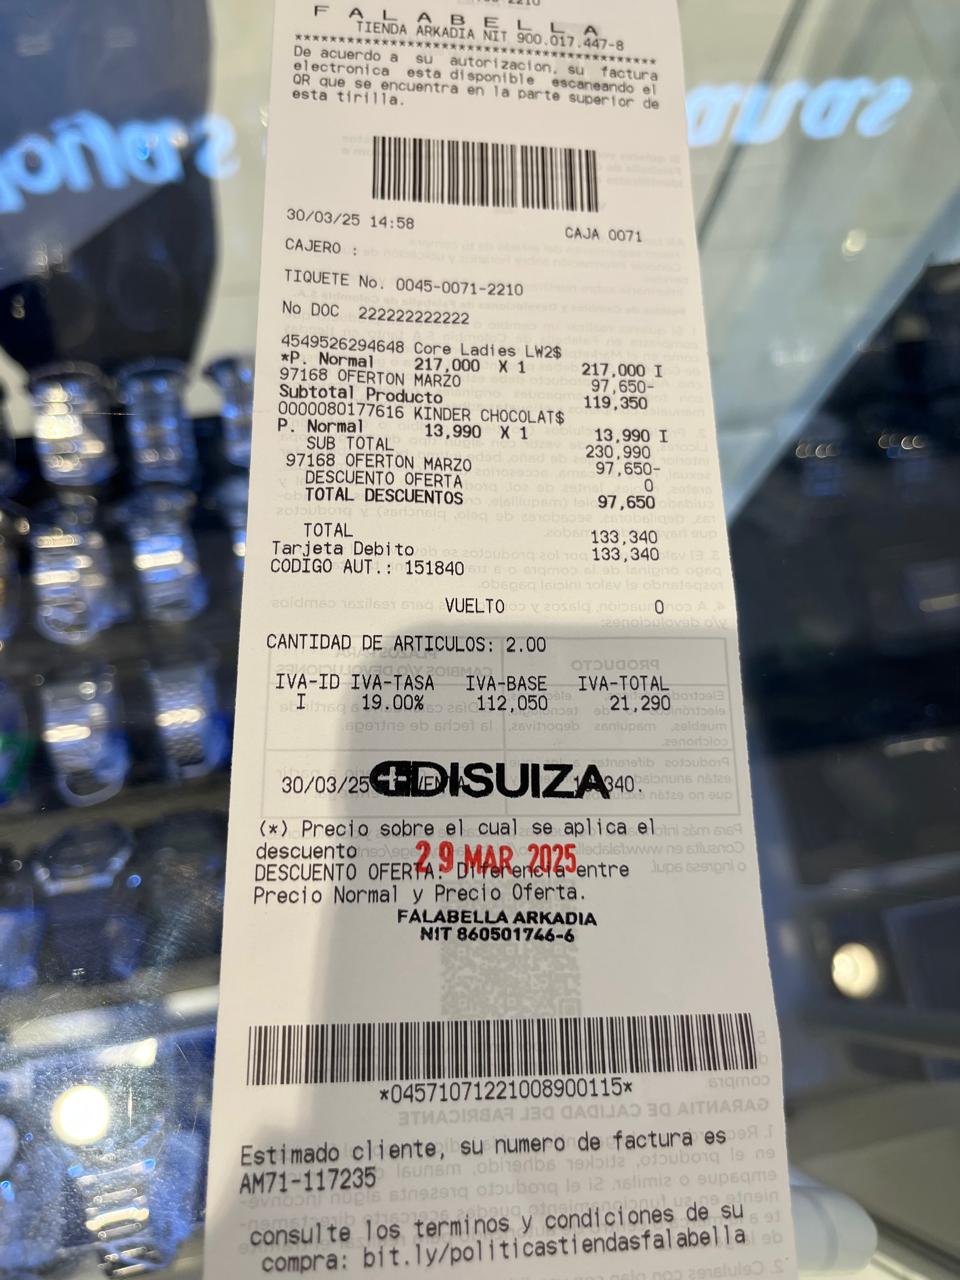 F A L A B E L L A
TIENDA ARKADIA NIT 900.017.447-8
****************************************
De acuerdo a su autorizacion, su factura
electronica esta disponible escaneando el
QR que se encuentra en la parte superior de
esta tirilla.
30/03/25 14:58 CAJA 0071
CAJERO :
TIQUETE No. 0045-0071-2210
No DOC 222222222222
4549526294648 Core Ladies LW2$
*P. Normal 217,000 X 1 217,000 I
97168 OFERTON MARZO 97,650-
Subtotal Producto 119,350
0000080177616 KINDER CHOCOLAT$
P. Normal 13,990 X 1 13,990 I
SUB TOTAL 230,990
97168 OFERTON MARZO 97,650-
DESCUENTO OFERTA 0
TOTAL DESCUENTOS 97,650
TOTAL 133,340
Tarjeta Debito 133,340
CODIGO AUT.: 151840
VUELTO 0
CANTIDAD DE ARTICULOS: 2.00
IVA-ID IVA-TASA IVA-BASE IVA-TOTAL
I 19.00% 112,050 21,290
30/03/25
DISUIZA
(*) Precio sobre el cual se aplica el
descuento
29 MAR 2025
DESCUENTO OFERTA: Diferencia entre
Precio Normal y Precio Oferta.
FALABELLA ARKADIA
NIT 860501746-6
*04571071221008900115*
Estimado cliente, su numero de factura es
AM71-117235
consulte los terminos y condiciones de su
compra: bit.ly/politicastiendasfalabella